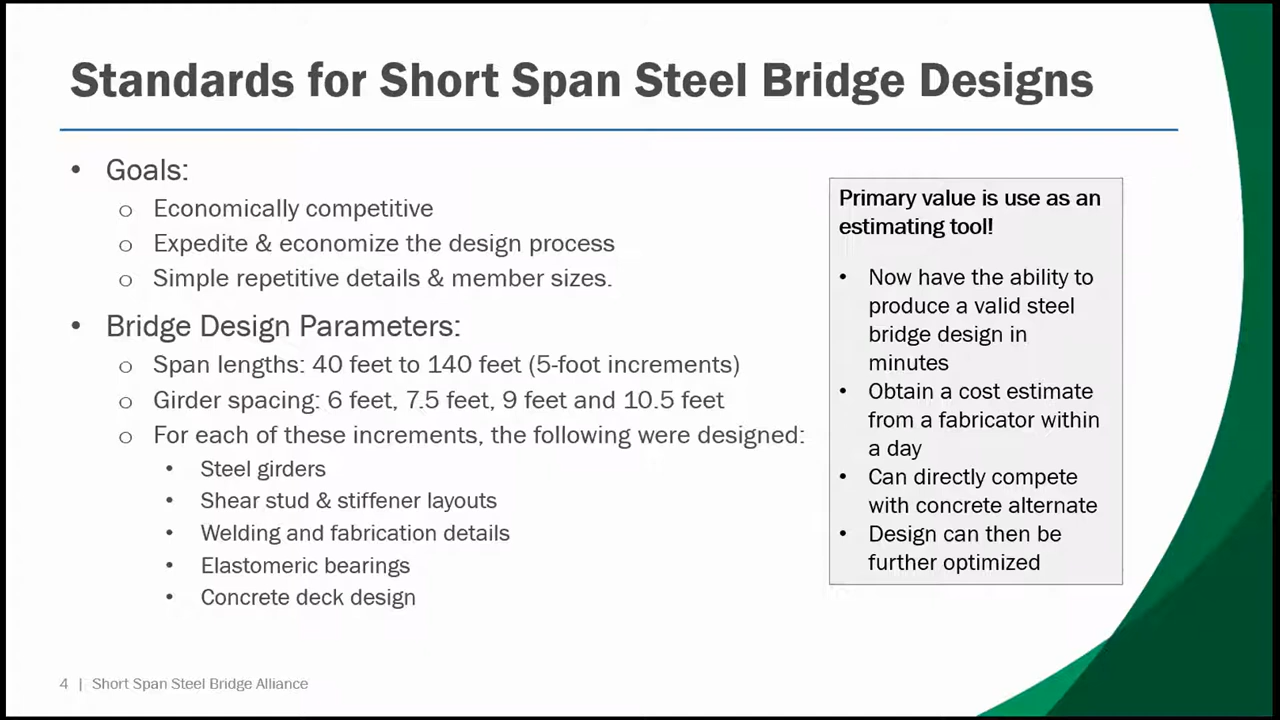 Standards for Short Span Steel Bridge Designs
• Goals:
o Economically competitive
o Expedite & economize the design process
o Simple repetitive details & member sizes.
• Bridge Design Parameters:
o Span lengths: 40 feet to 140 feet (5-foot increments)
o Girder spacing: 6 feet, 7.5 feet, 9 feet and 10.5 feet
o For each of these increments, the following were designed:
• Steel girders
• Shear stud & stiffener layouts
• Welding and fabrication details
• Elastomeric bearings
• Concrete deck design
Primary value is use as an
estimating tool!
• Now have the ability to
produce a valid steel
bridge design in
minutes
• Obtain a cost estimate
from a fabricator within
a day
• Can directly compete
with concrete alternate
• Design can then be
further optimized
4 | Short Span Steel Bridge Alliance